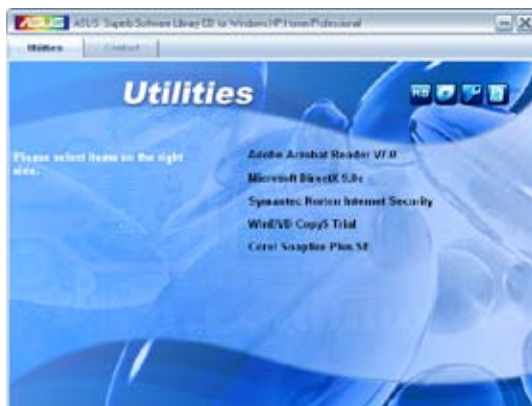 ASUS Superb Software Library CD for Windows XP Home/Professional
Utilities
Contact
Utilities
Please select items on the right
side.
Adobe Acrobat Reader V7.0
Microsoft DirectX 9.0c
Symantec Norton Internet Security
WinDVD Copy5 Trial
Corel Snapfire Plus SE